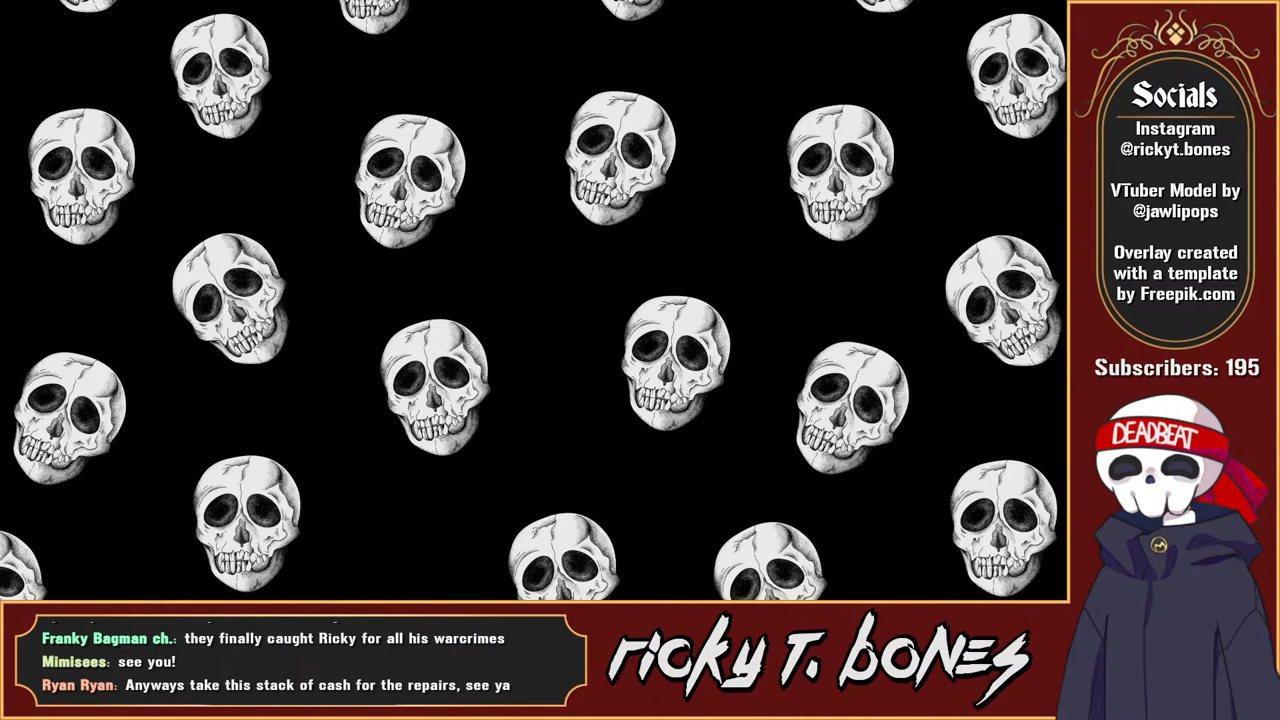 Socials
Instagram
@rickyt.bones
VTuber Model by
@jawlipops
Overlay created
with a template
by Freepik.com
Subscribers: 195
DEADBEAT
Franky Bagman ch.: they finally caught Ricky for all his warcrimes
Mimisees: see you!
Ryan Ryan: Anyways take this stack of cash for the repairs, see ya
ricky T. bones